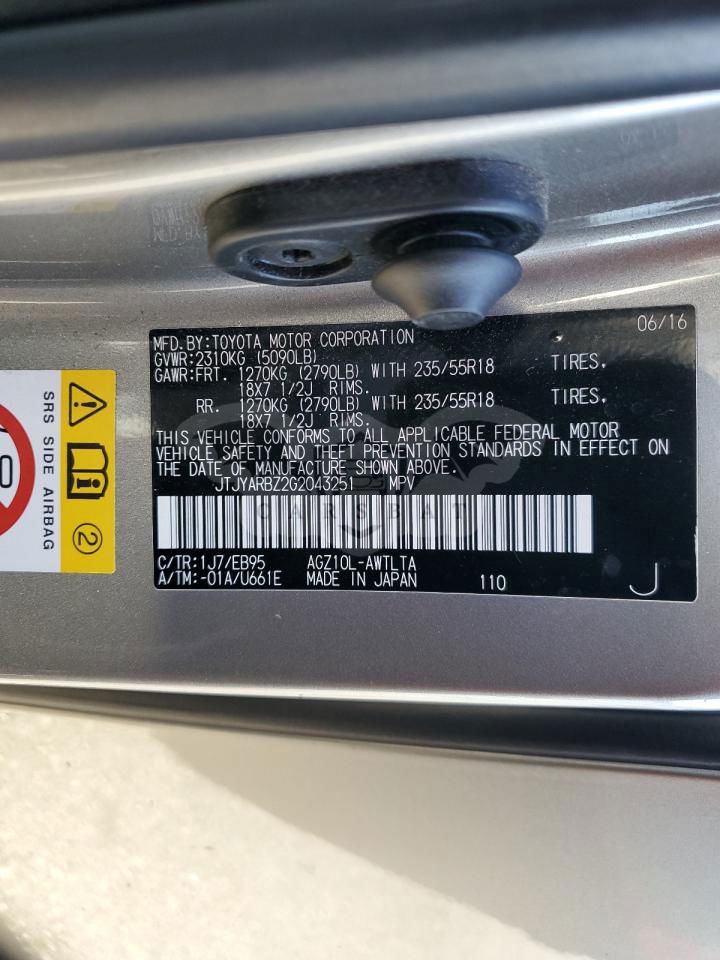 06/16
MFD.BY:TOYOTA MOTOR CORPORATION
GVWR:2310KG (5090LB)
GAWR:FRT. 1270KG (2790LB) WITH 235/55R18 TIRES,
18X7 1/2J RIMS.
RR. 1270KG (2790LB) WITH 235/55R18 TIRES,
18X7 1/2J RIMS.
THIS VEHICLE CONFORMS TO ALL APPLICABLE FEDERAL MOTOR
VEHICLE SAFETY AND THEFT PREVENTION STANDARDS IN EFFECT ON
THE DATE OF MANUFACTURE SHOWN ABOVE.
JTJYARBZ2G2043251 MPV
CARSBAT
C/TR:1J7/EB95 AGZ10L-AWTLTA
A/TM:-01A/U661E MADE IN JAPAN 110 J
SRS SIDE AIRBAG
2